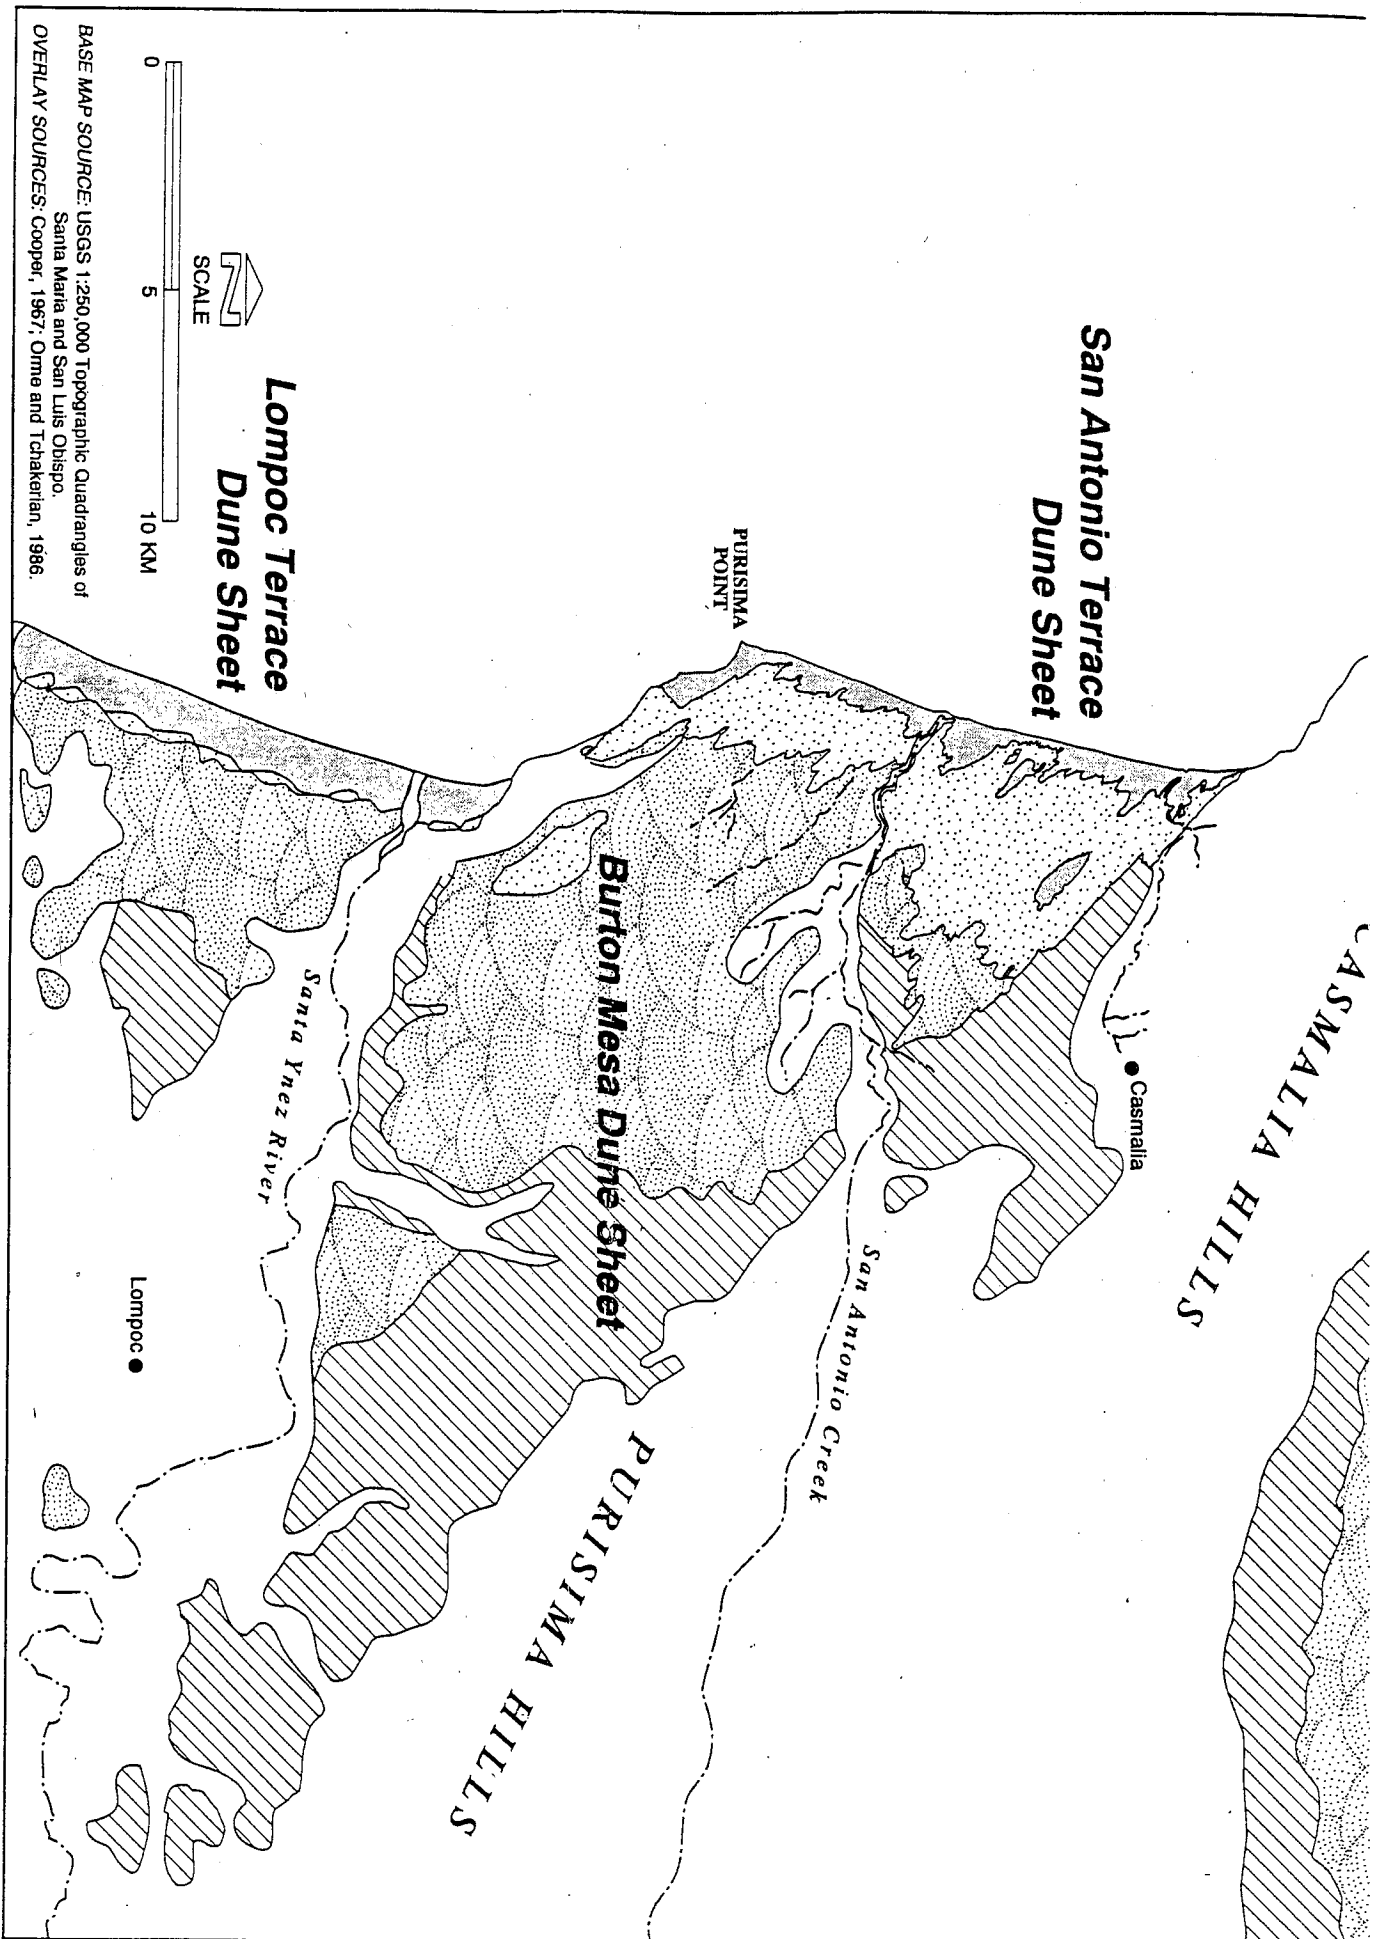 CASMALIA HILLS
San Antonio Terrace
Dune Sheet
Casmalia
San Antonio Creek
PURISIMA
POINT
Burton Mesa Dune Sheet
PURISIMA HILLS
Santa Ynez River
Lompoc Terrace
Dune Sheet
Lompoc
N
SCALE
0 5 10 KM
BASE MAP SOURCE: USGS 1:250,000 Topographic Quadrangles of
Santa Maria and San Luis Obispo.
OVERLAY SOURCES: Cooper, 1967; Orme and Tchakerian, 1986.